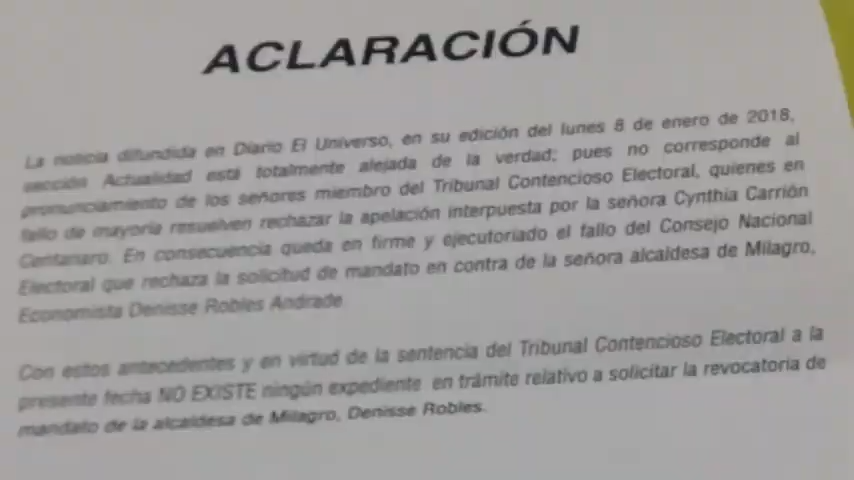 ACLARACIÓN
La noticia difundida en Diario El Universo, en su edición del lunes 8 de enero de 2018,
sección Actualidad está totalmente alejada de la verdad; pues no corresponde al
pronunciamiento de los señores miembro del Tribunal Contencioso Electoral, quienes en
fallo de mayoría resuelven rechazar la apelación interpuesta por la señora Cynthia Carrión
Centanaro. En consecuencia queda en firme y ejecutoriado el fallo del Consejo Nacional
Electoral que rechaza la solicitud de mandato en contra de la señora alcaldesa de Milagro,
Economista Denisse Robles Andrade
Con estos antecedentes y en virtud de la sentencia del Tribunal Contencioso Electoral a la
presente fecha NO EXISTE ningún expediente en trámite relativo a solicitar la revocatoria de
mandato de la alcaldesa de Milagro, Denisse Robles.